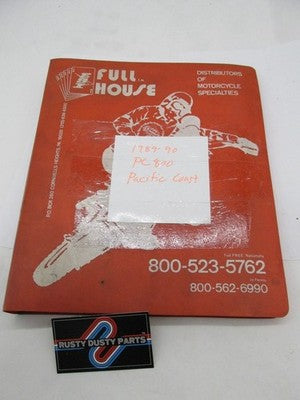 FULL
HOUSE
DISTRIBUTORS
OF
MOTORCYCLE
SPECIALTIES
1989-90
PC 800
Pacific Coast
800-523-5762
800-562-6990
RUSTY DUSTY PARTS